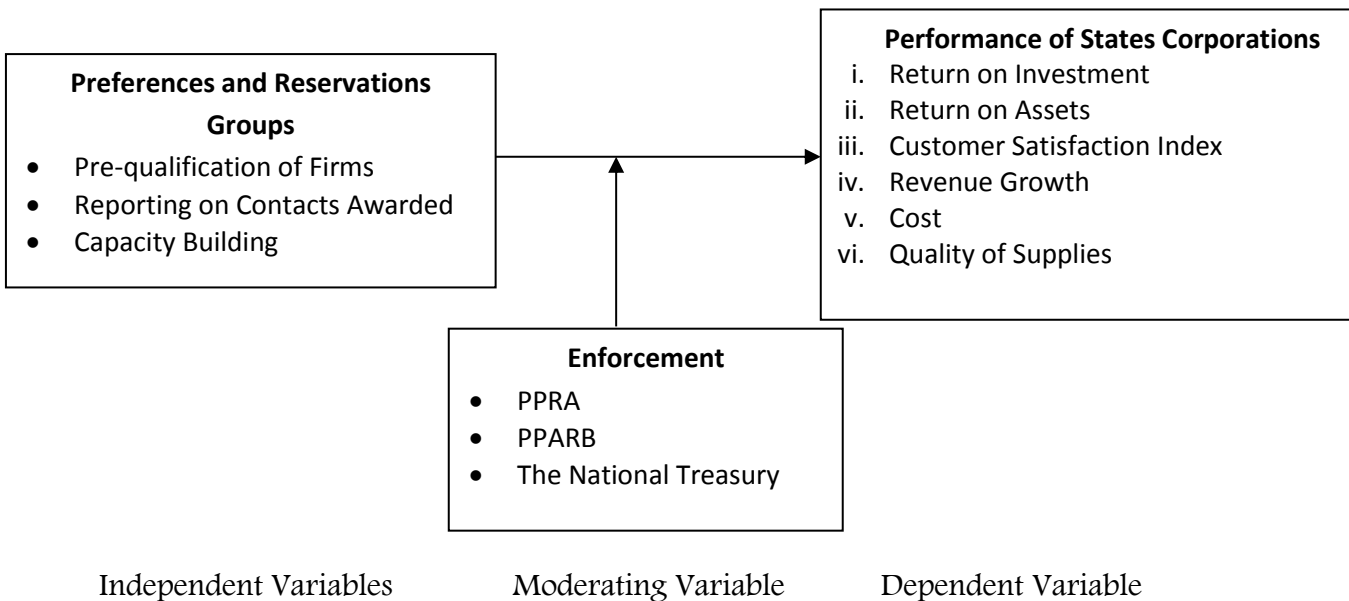 Preferences and Reservations
Groups
• Pre-qualification of Firms
• Reporting on Contacts Awarded
• Capacity Building
Performance of States Corporations
i. Return on Investment
ii. Return on Assets
iii. Customer Satisfaction Index
iv. Revenue Growth
v. Cost
vi. Quality of Supplies
Enforcement
• PPRA
• PPARB
• The National Treasury
Independent Variables Moderating Variable Dependent Variable